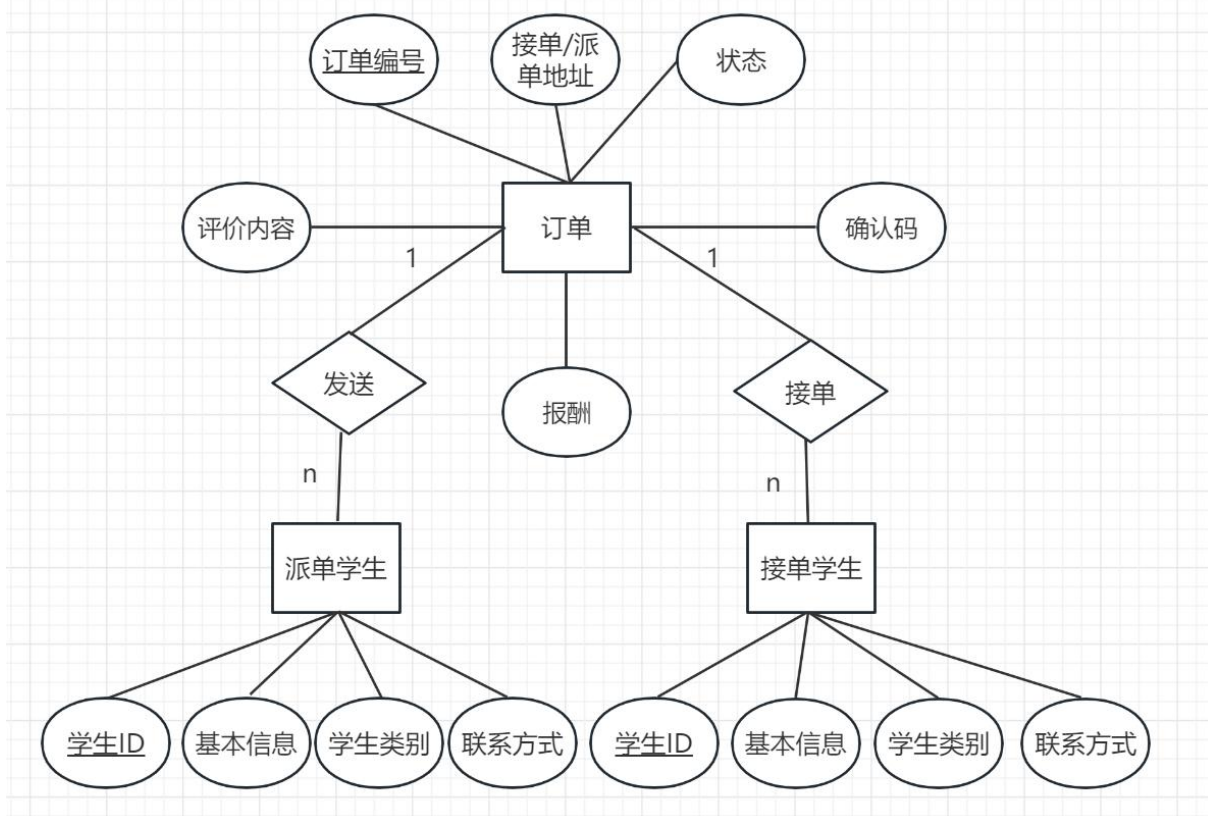 订单编号
接单/派
单地址
状态
评价内容
订单
确认码
1
1
发送
报酬
接单
n
n
派单学生
接单学生
学生ID
基本信息
学生类别
联系方式
学生ID
基本信息
学生类别
联系方式